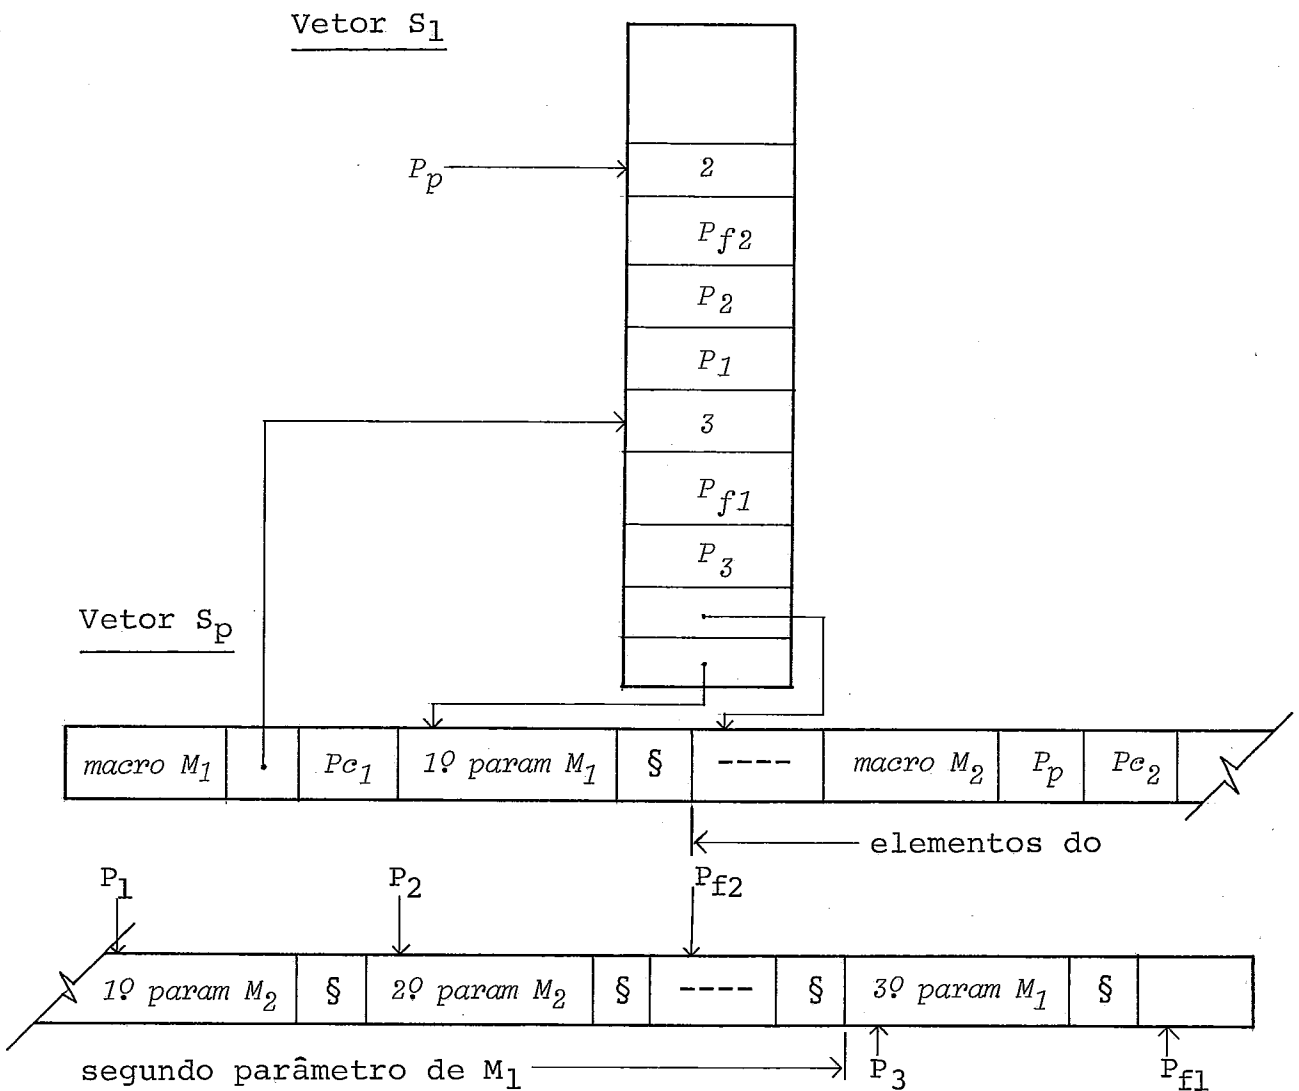 Vetor S1
2
Pp
Pf2
P2
P1
3
Pf1
P3
Vetor Sp
macro M1 Pc1 1º param M1 § ---- macro M2 Pp Pc2
elementos do
P1 P2 Pf2
1º param M2 § 2º param M2 § ---- § 3º param M1 §
segundo parâmetro de M1 P3 Pf1